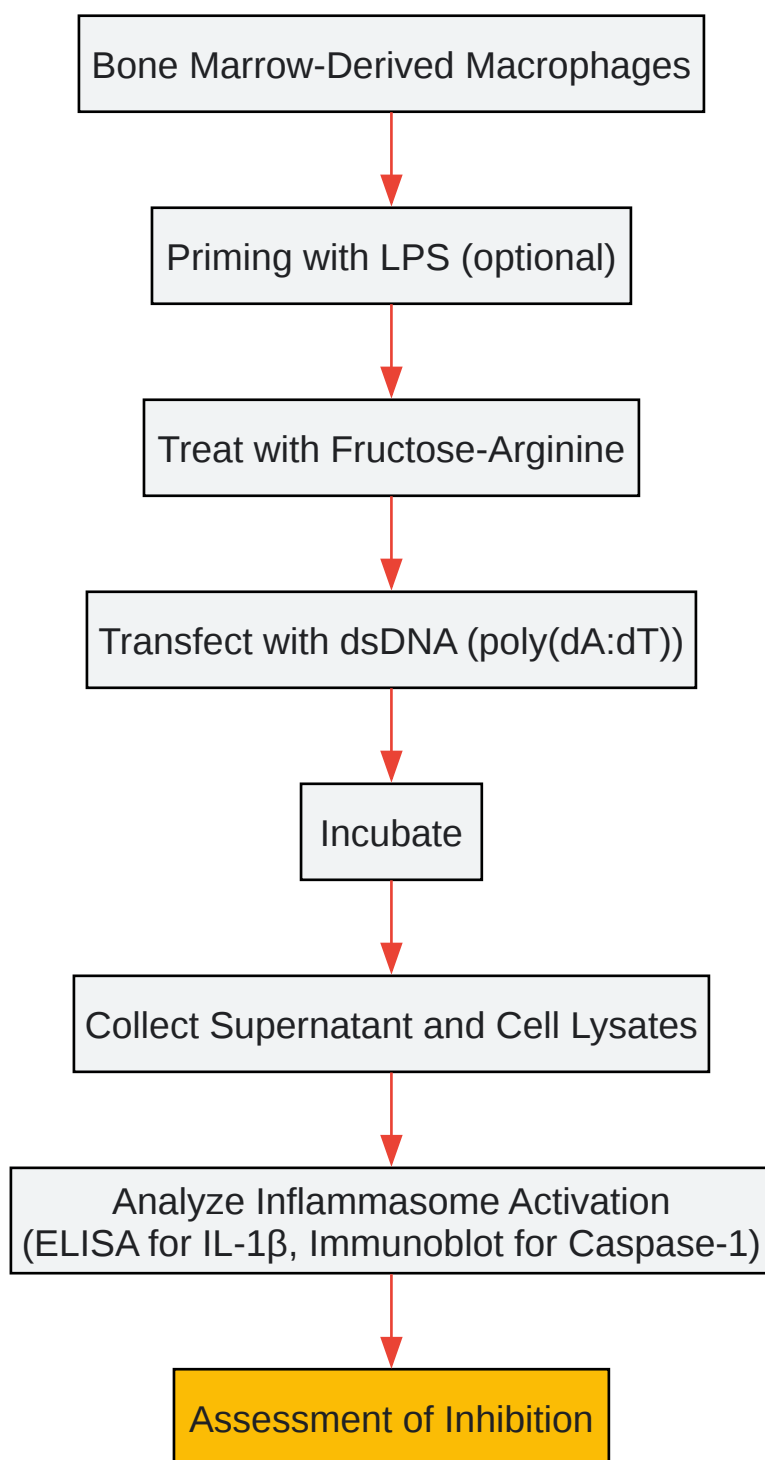 Bone Marrow-Derived Macrophages
Priming with LPS (optional)
Treat with Fructose-Arginine
Transfect with dsDNA (poly(dA:dT))
Incubate
Collect Supernatant and Cell Lysates
Analyze Inflammasome Activation
(ELISA for IL-1β, Immunoblot for Caspase-1)
Assessment of Inhibition